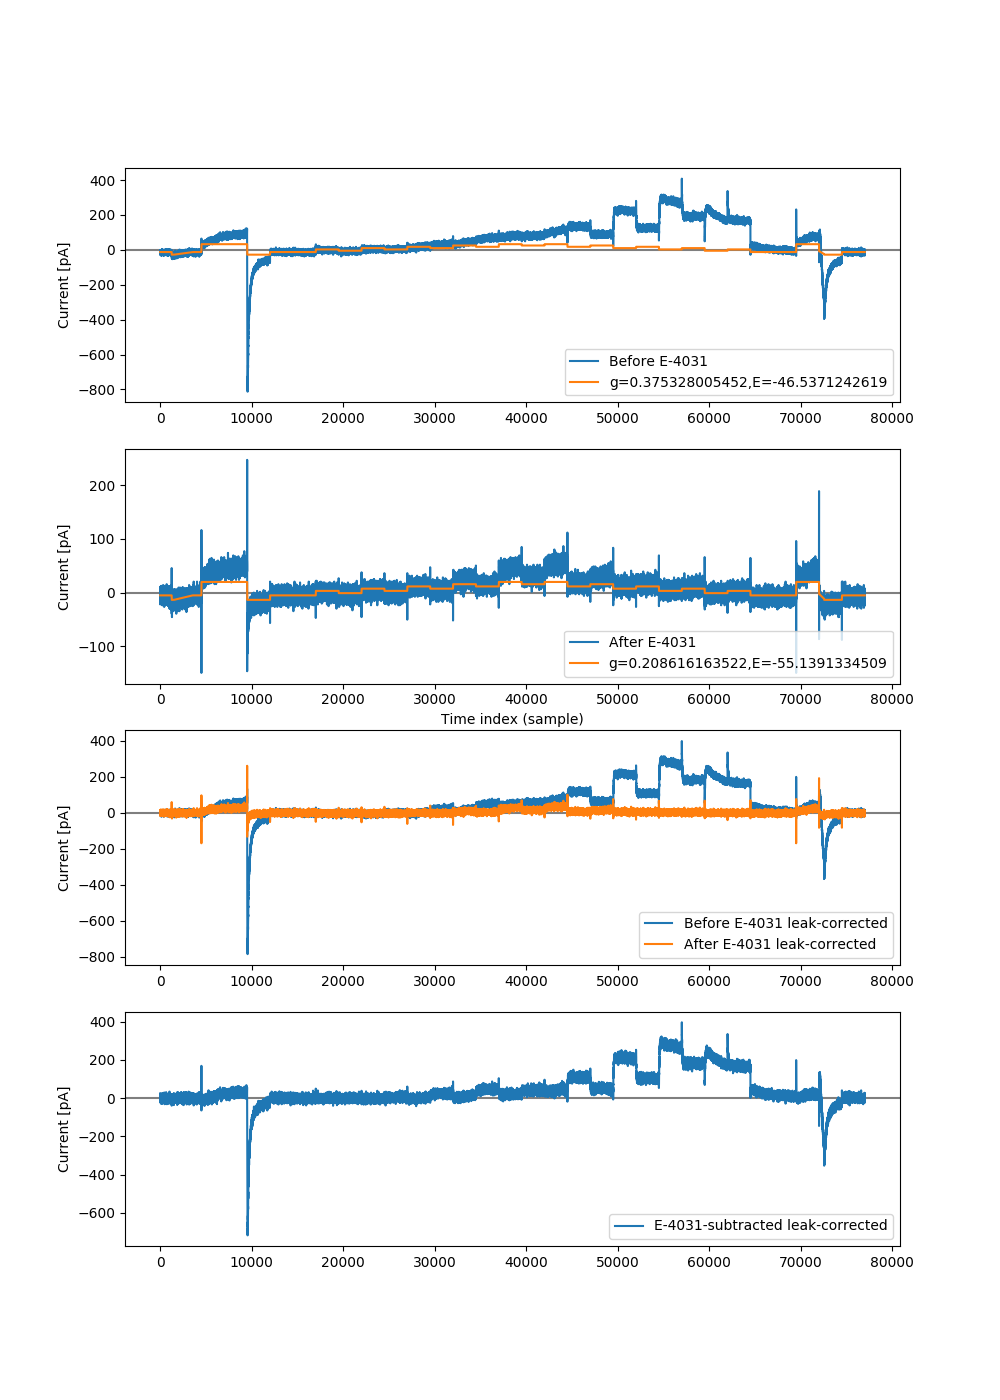 400
200
0
−200
−400
−600
−800
Current [pA]
Before E-4031
g=0.375328005452,E=-46.5371242619
0 10000 20000 30000 40000 50000 60000 70000 80000
200
100
0
−100
Current [pA]
After E-4031
g=0.208616163522,E=-55.1391334509
0 10000 20000 30000 40000 50000 60000 70000 80000
Time index (sample)
400
200
0
−200
−400
−600
−800
Current [pA]
Before E-4031 leak-corrected
After E-4031 leak-corrected
0 10000 20000 30000 40000 50000 60000 70000 80000
400
200
0
−200
−400
−600
Current [pA]
E-4031-subtracted leak-corrected
0 10000 20000 30000 40000 50000 60000 70000 80000